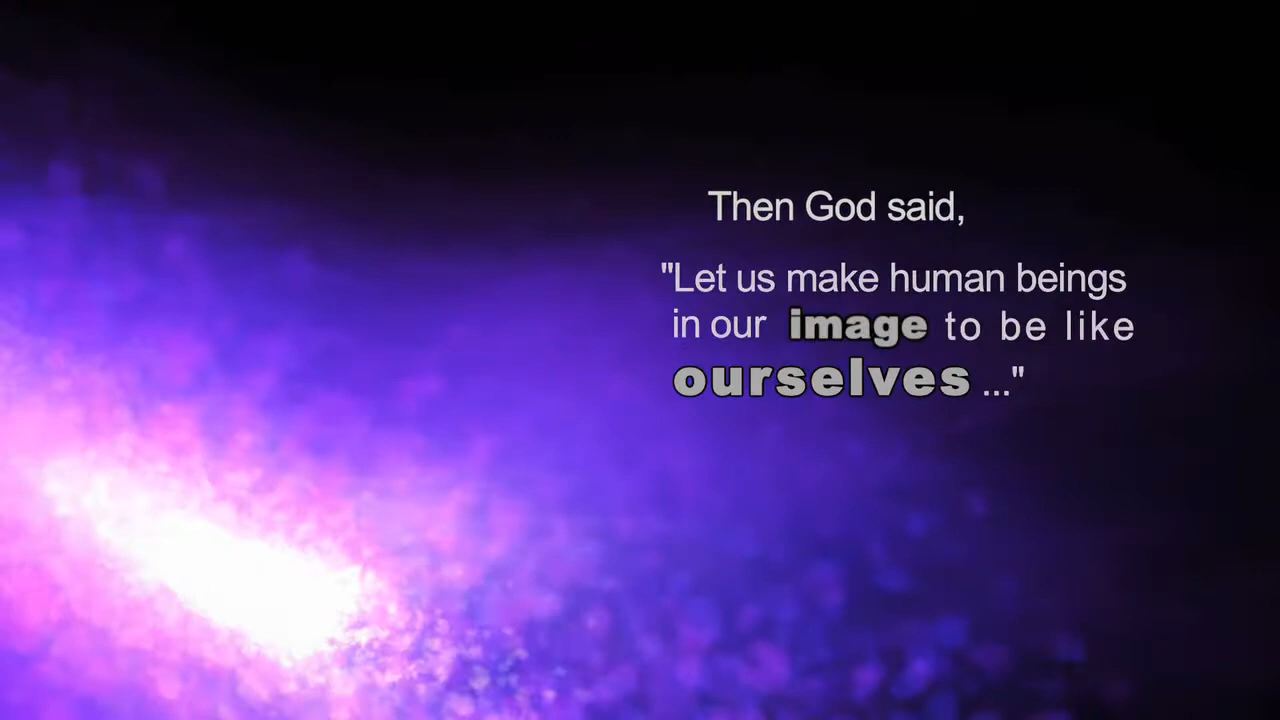 Then God said,
"Let us make human beings
in our image to be like
ourselves ..."